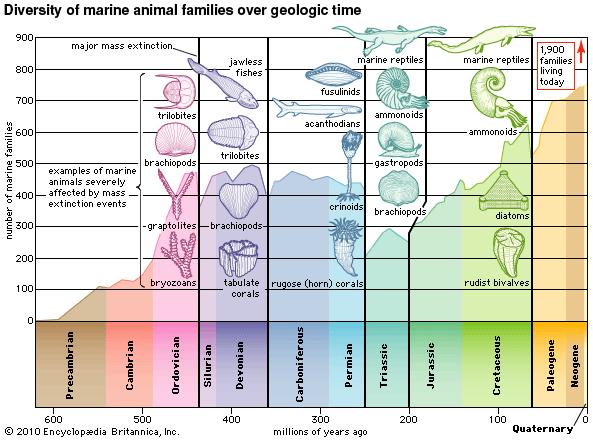 Diversity of marine animal families over geologic time
900
800
700
600
500
400
300
200
100
0
number of marine families
major mass extinction
examples of marine
animals severely
affected by mass
extinction events
trilobites
brachiopods
graptolites
bryozoans
jawless
fishes
trilobites
brachiopods
tabulate
corals
fusulinids
acanthodians
crinoids
rugose (horn) corals
marine reptiles
ammonoids
gastropods
brachiopods
marine reptiles
ammonoids
diatoms
rudist bivalves
1,900
families
living
today
Precambrian
Cambrian
Ordovician
Silurian
Devonian
Carboniferous
Permian
Triassic
Jurassic
Cretaceous
Paleogene
Neogene
600
500
400
300
200
100
0
millions of years ago
Quaternary
© 2010 Encyclopædia Britannica, Inc.